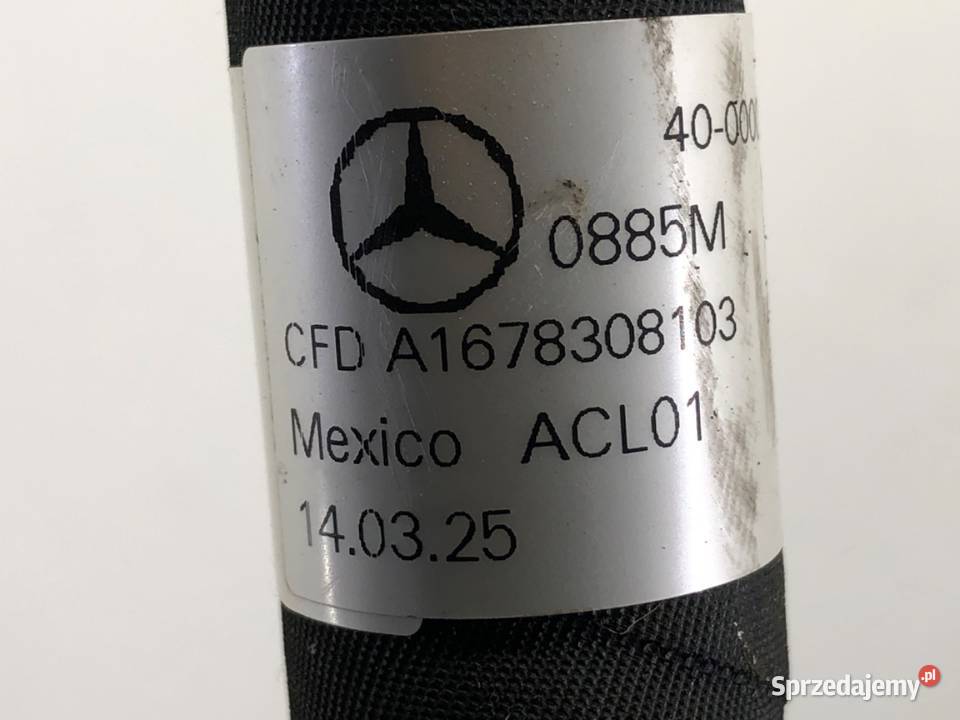 40-000
0885M
CFD A1678308103
Mexico ACL01
14.03.25
Sprzedajemy.pl